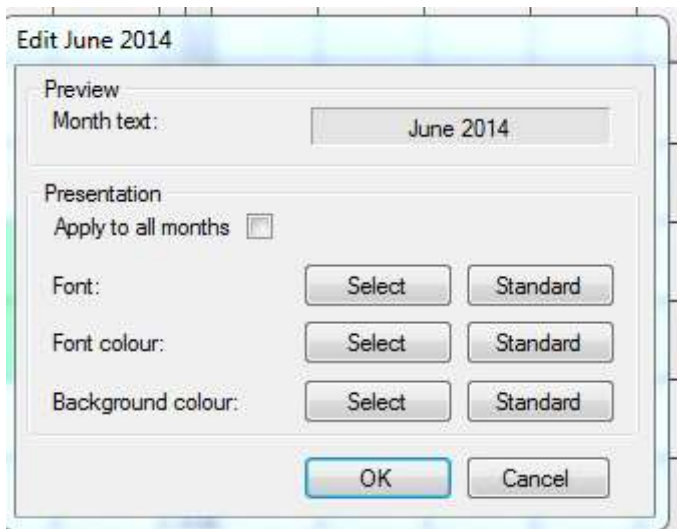 Edit June 2014
Preview
Month text: June 2014
Presentation
Apply to all months
Font: Select Standard
Font colour: Select Standard
Background colour: Select Standard
OK Cancel